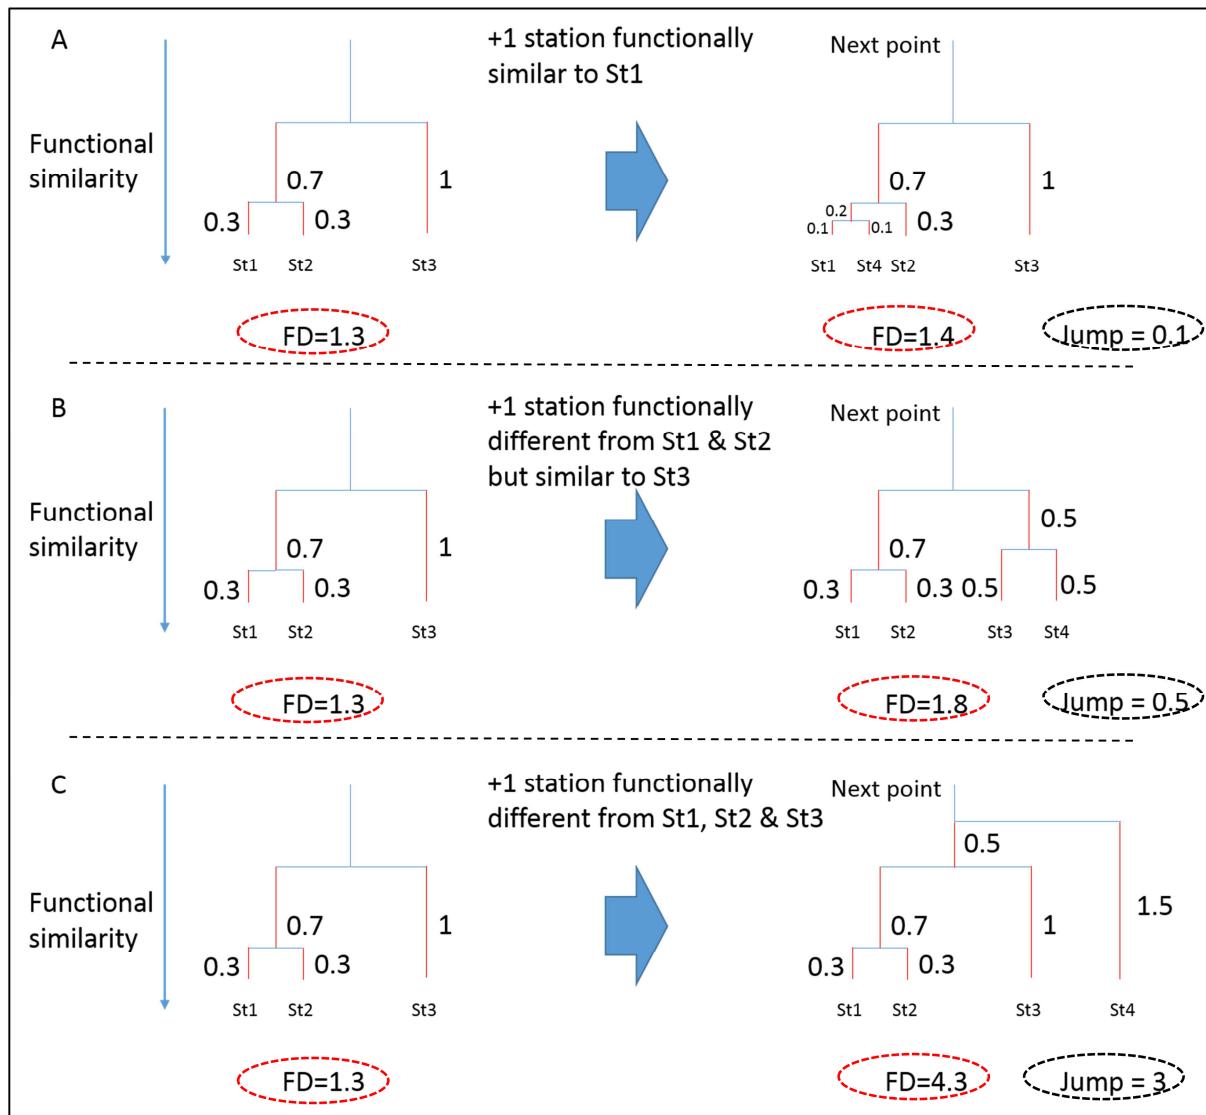 A
+1 station functionally
similar to St1
Next point
Functional
similarity
0.7
1
0.3
0.3
0.7
1
0.2
0.3
0.1
0.1
St1
St2
St3
St1
St4
St2
St3
FD=1.3
FD=1.4
Jump = 0.1
B
+1 station functionally
different from St1 & St2
but similar to St3
Next point
Functional
similarity
0.7
1
0.3
0.3
0.5
0.7
0.3
0.3
0.5
0.5
St1
St2
St3
St1
St2
St3
St4
FD=1.3
FD=1.8
Jump = 0.5
C
+1 station functionally
different from St1, St2 & St3
Next point
Functional
similarity
0.7
1
0.3
0.3
0.5
1.5
0.7
1
0.3
0.3
St1
St2
St3
St1
St2
St3
St4
FD=1.3
FD=4.3
Jump = 3